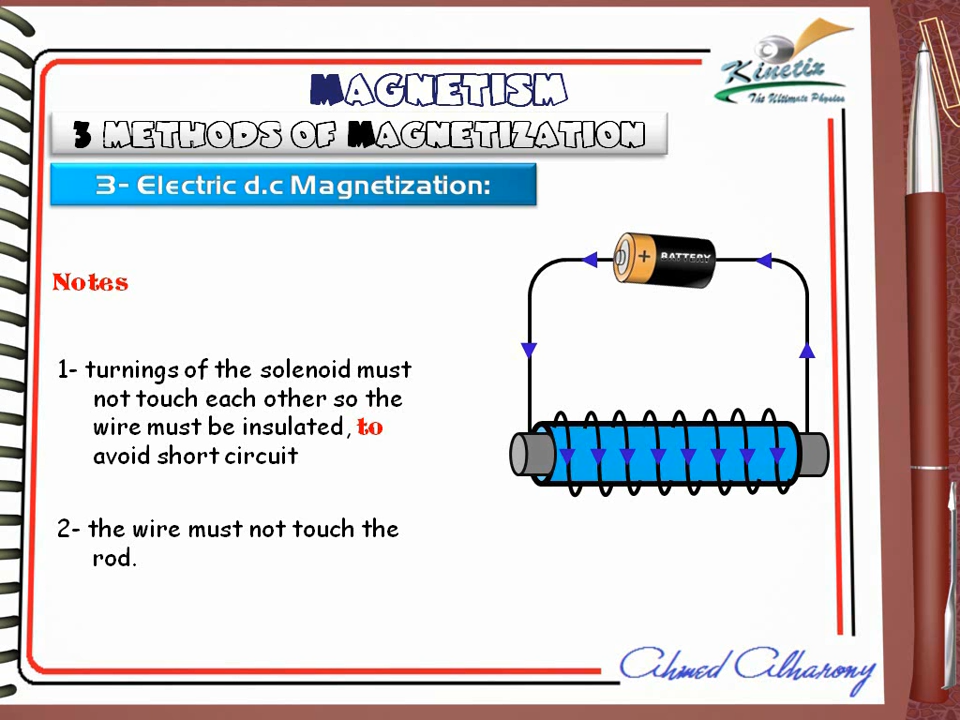 Kinetix
The Ultimate Physics
MAGNETISM
3 METHODS OF MAGNETIZATION
3- Electric d.c Magnetization:
+ BATTERY
Notes
1- turnings of the solenoid must
not touch each other so the
wire must be insulated, to
avoid short circuit
2- the wire must not touch the
rod.
Ahmed Alharony